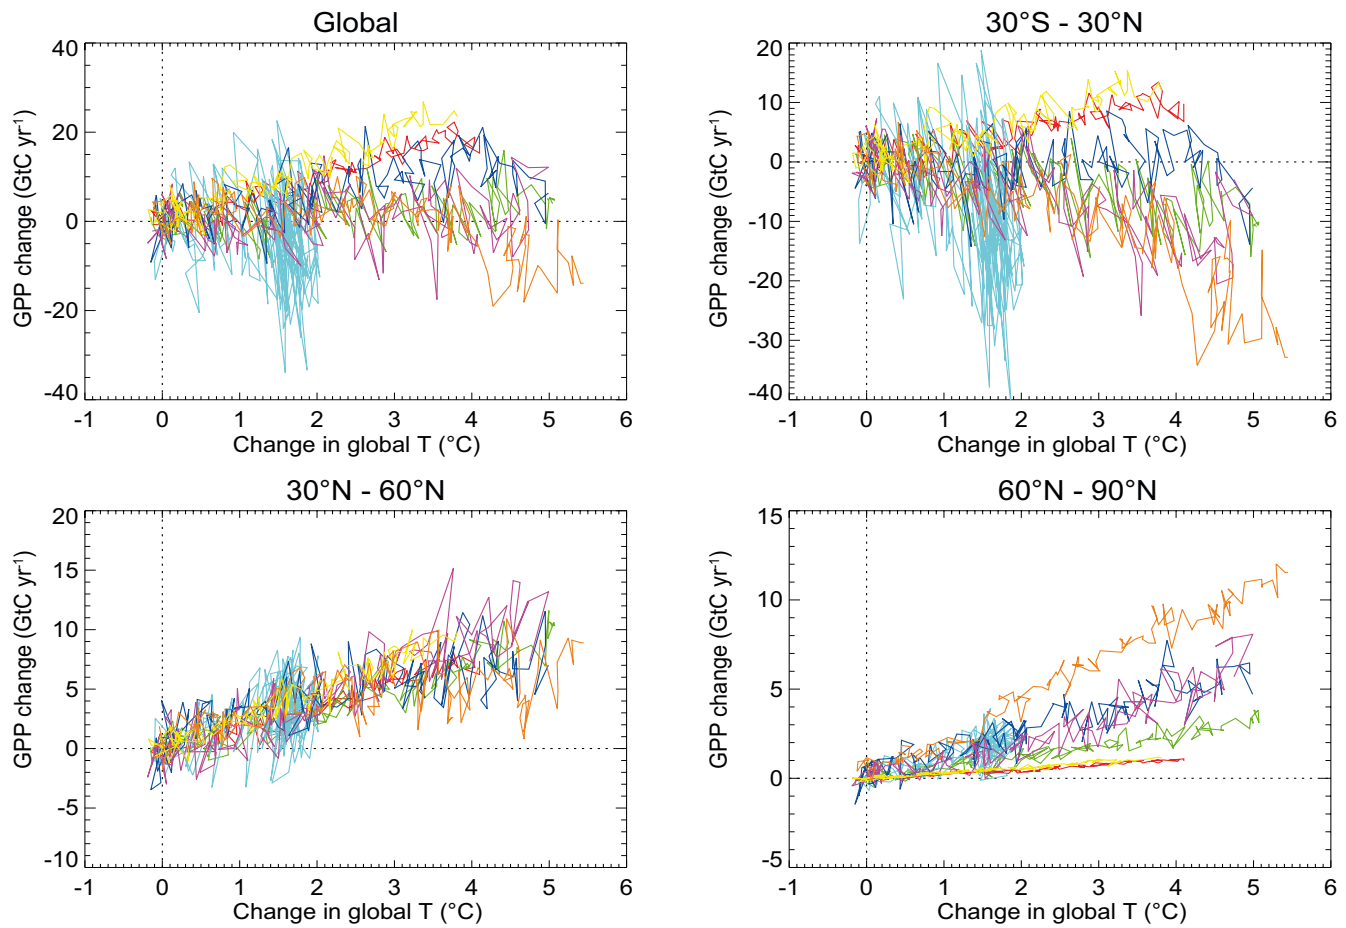 Global
40
20
0
-20
-40
GPP change (GtC yr-1)
-1 0 1 2 3 4 5 6
Change in global T (°C)
30°S - 30°N
20
10
0
-10
-20
-30
-40
GPP change (GtC yr-1)
-1 0 1 2 3 4 5 6
Change in global T (°C)
30°N - 60°N
20
15
10
5
0
-5
-10
GPP change (GtC yr-1)
-1 0 1 2 3 4 5 6
Change in global T (°C)
60°N - 90°N
15
10
5
0
-5
GPP change (GtC yr-1)
-1 0 1 2 3 4 5 6
Change in global T (°C)